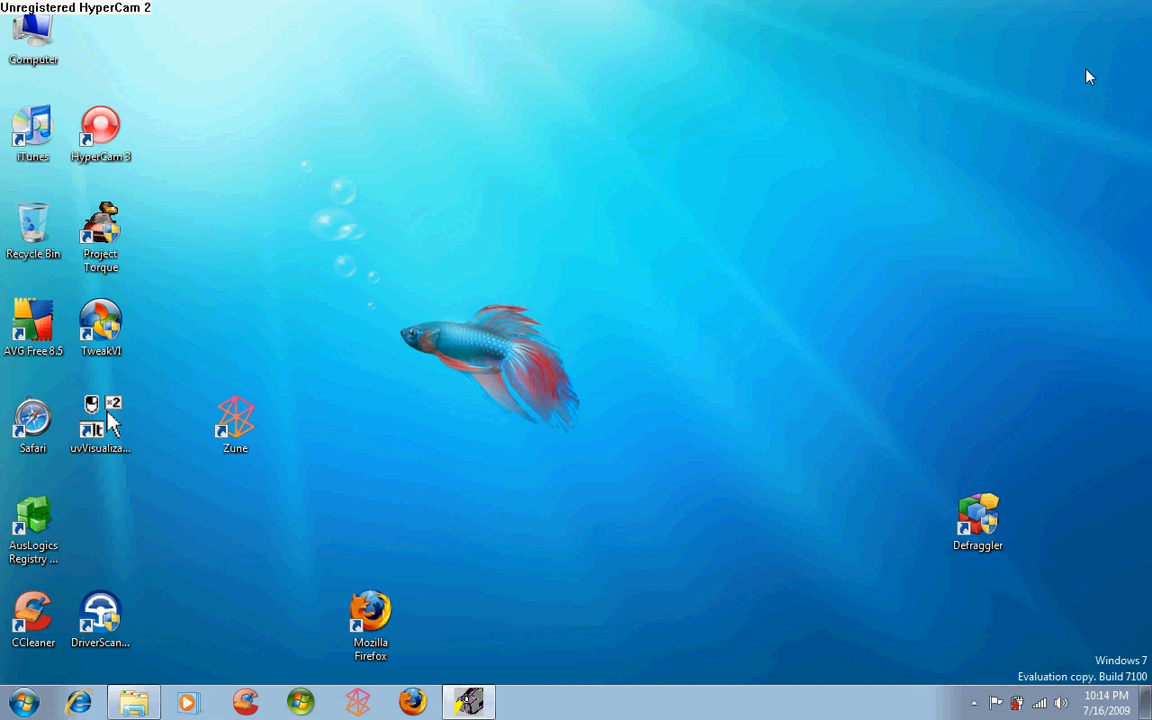 Unregistered HyperCam 2
Computer
iTunes
HyperCam 3
Recycle Bin
Project
Torque
AVG Free 8.5
TweakVI
Safari
uvVisualiza...
Zune
AusLogics
Registry ...
Defraggler
CCleaner
DriverScan...
Mozilla
Firefox
Windows 7
Evaluation copy. Build 7100
10:14 PM
7/16/2009